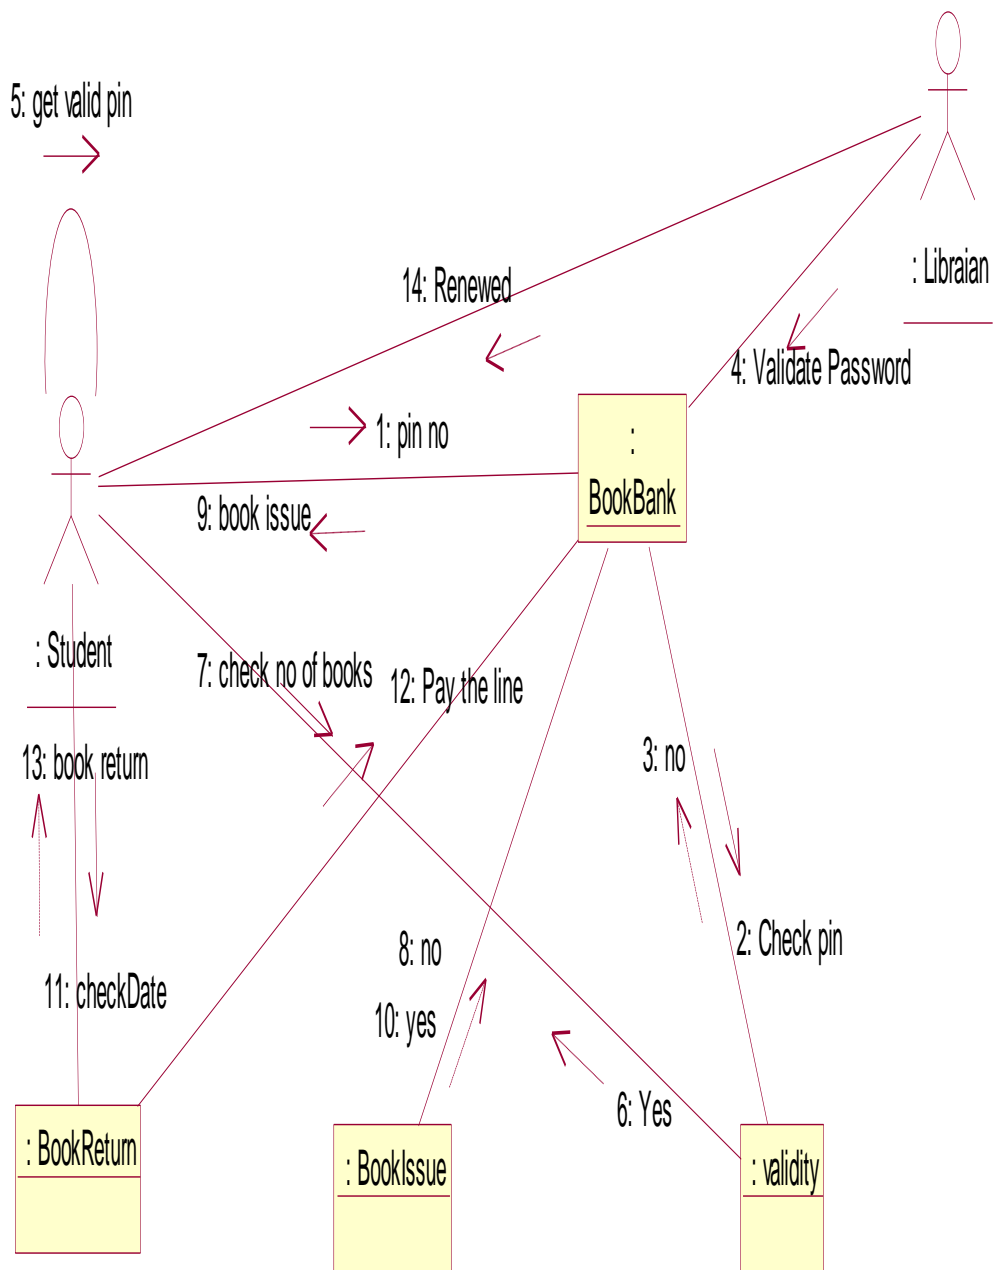 5: get valid pin
: Libraian
14: Renewed
4: Validate Password
1: pin no
:
BookBank
9: book issue
: Student
7: check no of books
12: Pay the line
13: book return
3: no
8: no
2: Check pin
11: checkDate
10: yes
6: Yes
: BookReturn
: BookIssue
: validity